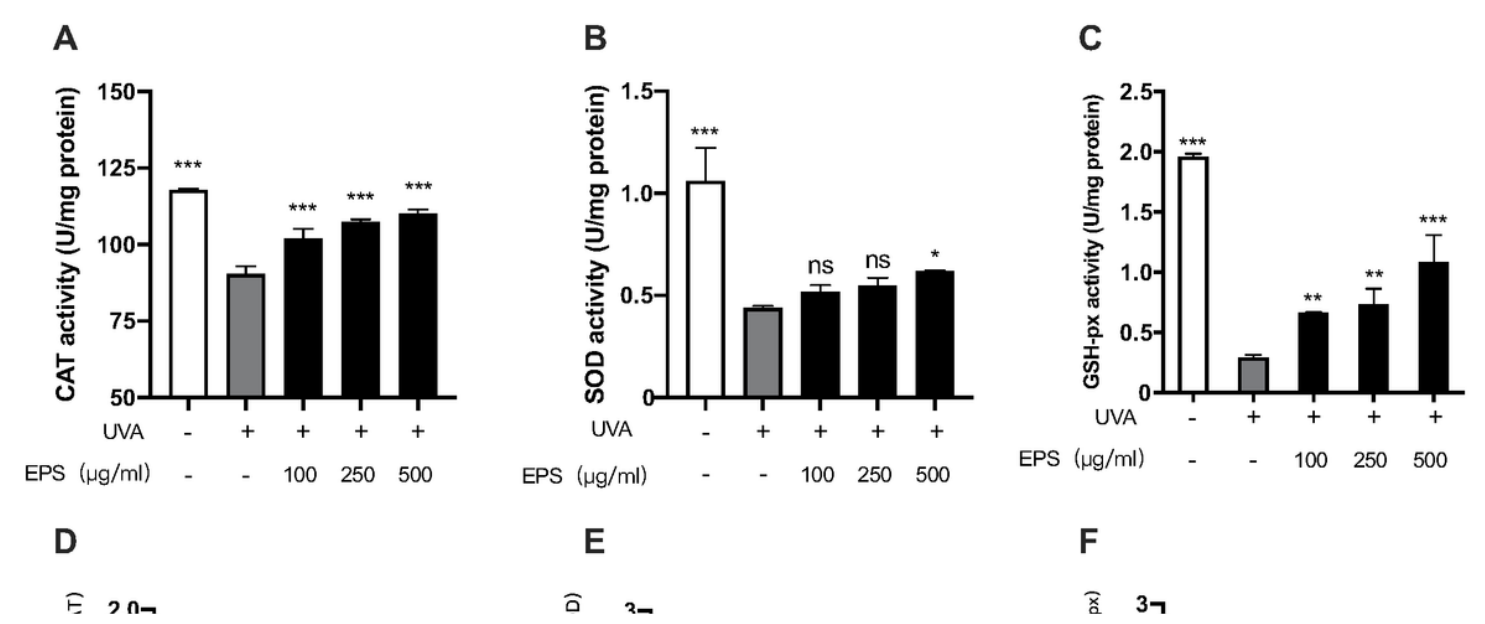 A
B
C
CAT activity (U/mg protein)
150
125
100
75
50
***
***
***
***
UVA - + + + +
EPS (μg/ml) - - 100 250 500
SOD activity (U/mg protein)
1.5
1.0
0.5
0
***
ns
ns
*
UVA - + + + +
EPS (μg/ml) - - 100 250 500
GSH-px activity (U/mg protein)
2.5
2.0
1.5
1.0
0.5
0
***
**
**
***
UVA - + + + +
EPS (μg/ml) - - 100 250 500
D
E
F
2.0
3
px)
3